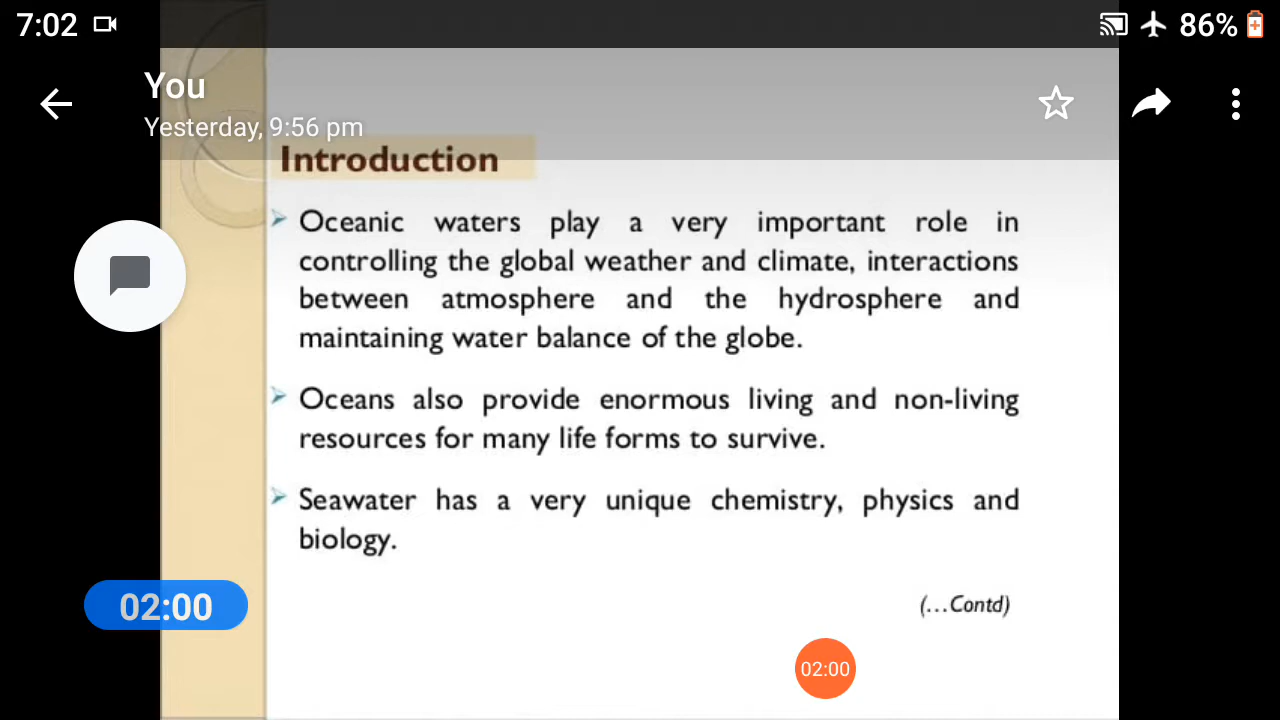 7:02
86%
You
Yesterday, 9:56 pm
Introduction
Oceanic waters play a very important role in
controlling the global weather and climate, interactions
between atmosphere and the hydrosphere and
maintaining water balance of the globe.
Oceans also provide enormous living and non-living
resources for many life forms to survive.
Seawater has a very unique chemistry, physics and
biology.
(...Contd)
02:00
02:00